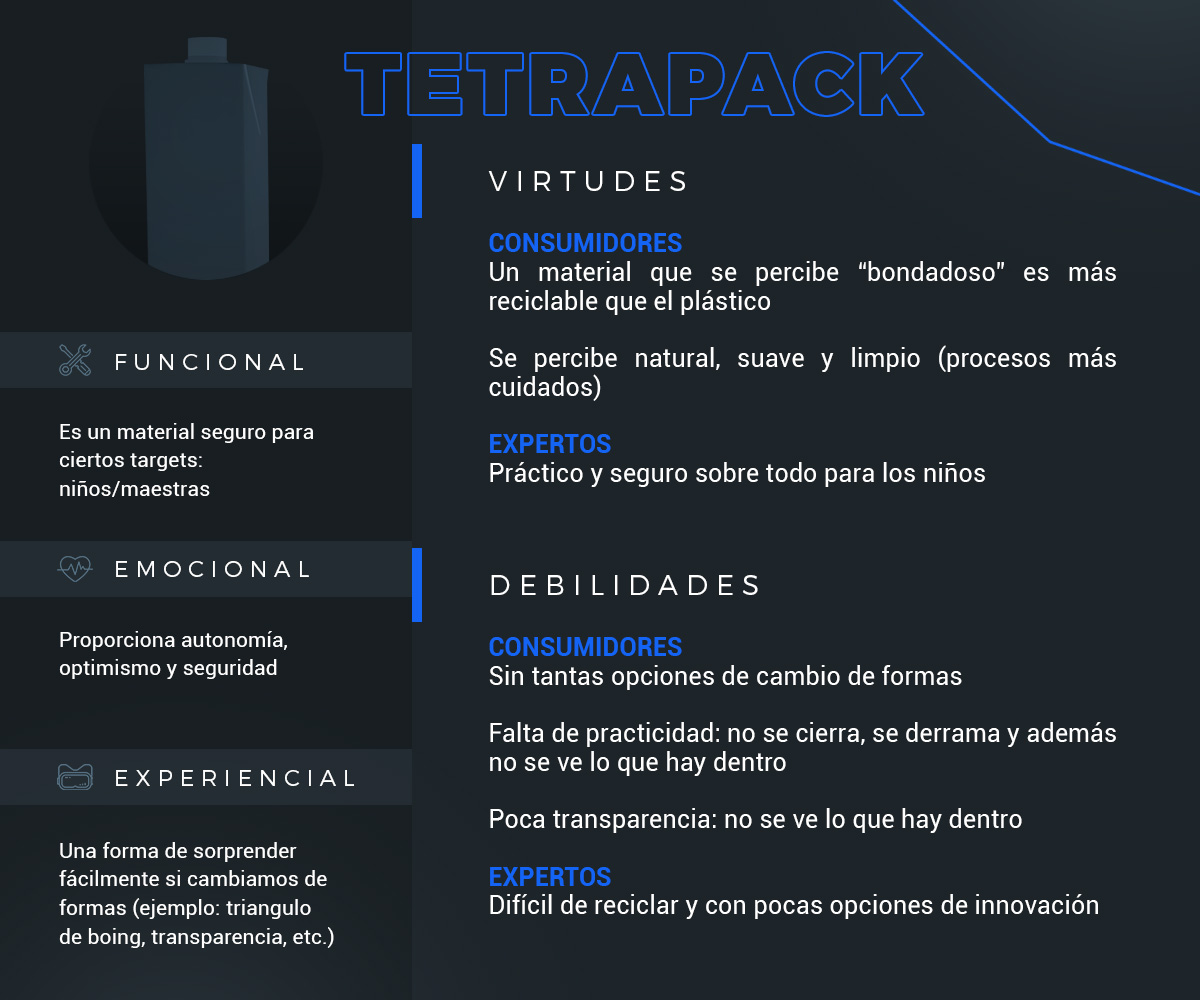 TETRAPACK
FUNCIONAL
Es un material seguro para
ciertos targets:
niños/maestras
EMOCIONAL
Proporciona autonomía,
optimismo y seguridad
EXPERIENCIAL
Una forma de sorprender
fácilmente si cambiamos de
formas (ejemplo: triangulo
de boing, transparencia, etc.)
VIRTUDES
CONSUMIDORES
Un material que se percibe “bondadoso” es más
reciclable que el plástico
Se percibe natural, suave y limpio (procesos más
cuidados)
EXPERTOS
Práctico y seguro sobre todo para los niños
DEBILIDADES
CONSUMIDORES
Sin tantas opciones de cambio de formas
Falta de practicidad: no se cierra, se derrama y además
no se ve lo que hay dentro
Poca transparencia: no se ve lo que hay dentro
EXPERTOS
Difícil de reciclar y con pocas opciones de innovación